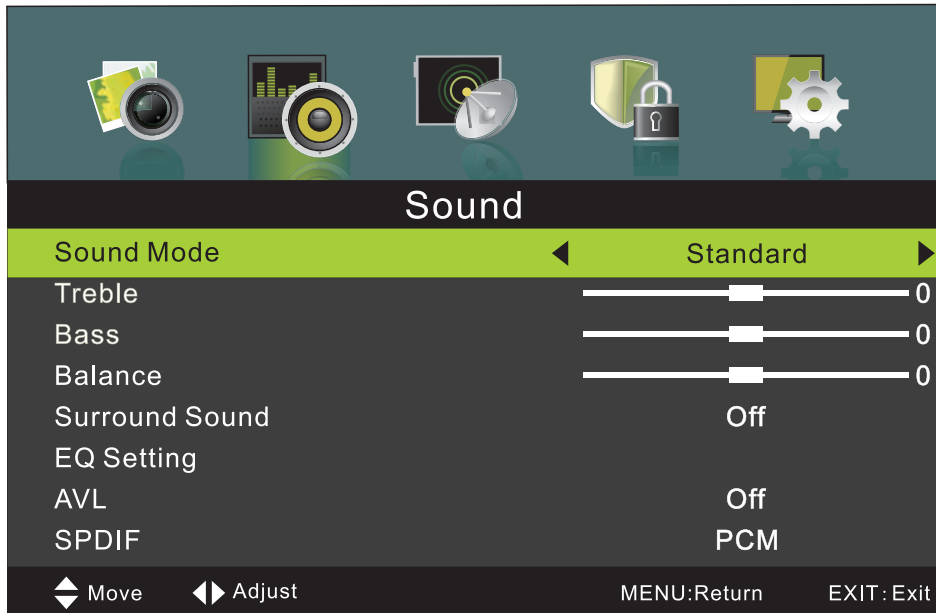 Sound
Sound Mode Standard
Treble 0
Bass 0
Balance 0
Surround Sound Off
EQ Setting
AVL Off
SPDIF PCM
Move Adjust MENU:Return EXIT:Exit